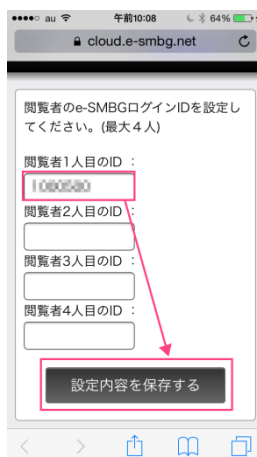 au 午前10:08 64%
cloud.e-smbg.net
閲覧者のe-SMBGログインIDを設定し
てください。(最大４人)
閲覧者1人目のID ：
閲覧者2人目のID ：
閲覧者3人目のID ：
閲覧者4人目のID ：
設定内容を保存する